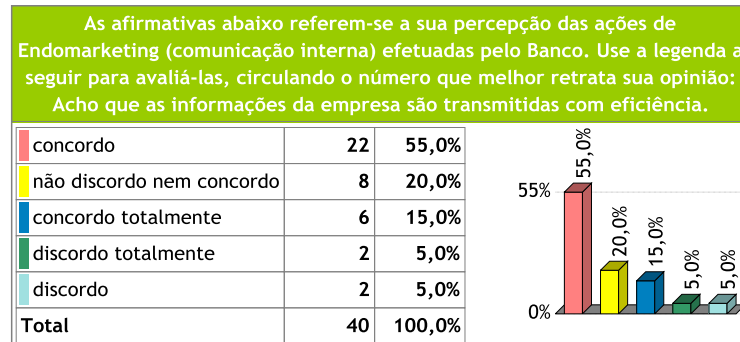 As afirmativas abaixo referem-se a sua percepção das ações de
Endomarketing (comunicação interna) efetuadas pelo Banco. Use a legenda a
seguir para avaliá-las, circulando o número que melhor retrata sua opinião:
Acho que as informações da empresa são transmitidas com eficiência.
concordo 22 55,0%
não discordo nem concordo 8 20,0%
concordo totalmente 6 15,0%
discordo totalmente 2 5,0%
discordo 2 5,0%
Total 40 100,0%
55%
0%
55,0%
20,0%
15,0%
5,0%
5,0%